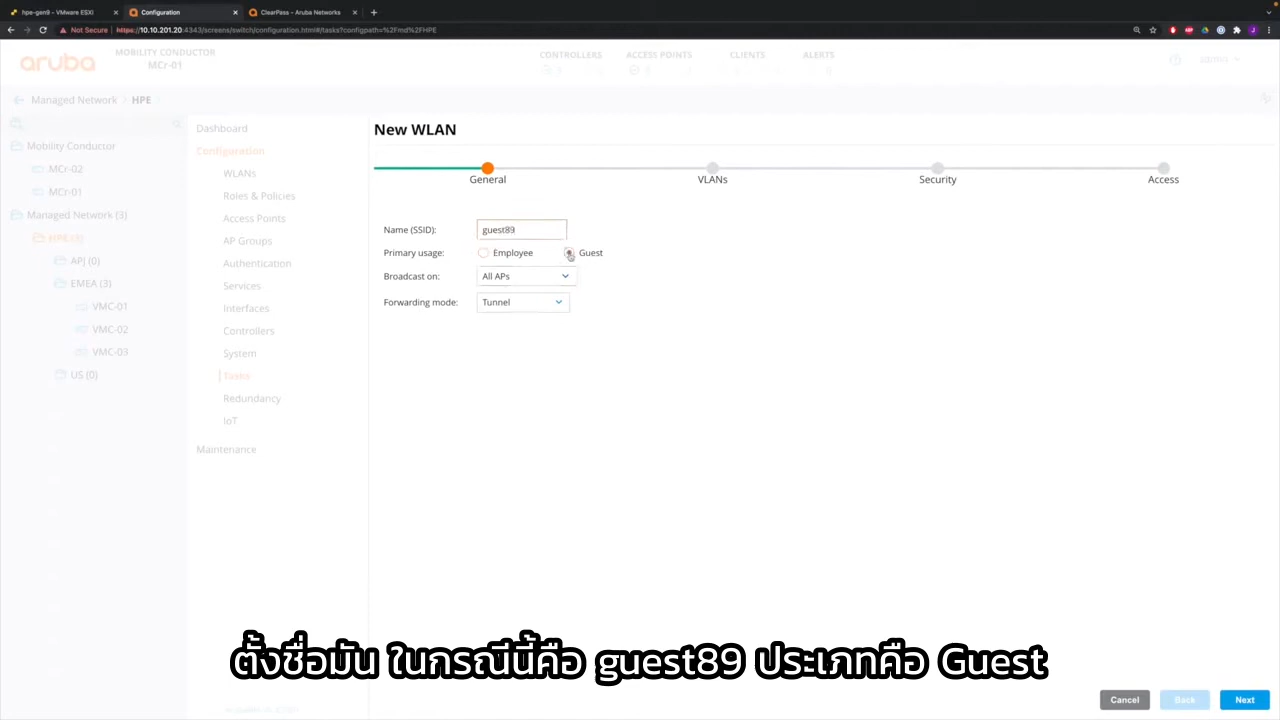 hpe-gen9 – VMware ESXi
Configuration
ClearPass - Aruba Networks
Not Secure
https://10.10.201.20:4343/screens/switch/configuration.html#/tasks?configpath=%2Fmd%2FHPE
aruba
MOBILITY CONDUCTOR
MCr-01
CONTROLLERS
ACCESS POINTS
CLIENTS
ALERTS
Managed Network
HPE
Mobility Conductor
MCr-02
MCr-01
Managed Network (3)
HPE (3)
APJ (0)
EMEA (3)
VMC-01
VMC-02
VMC-03
US (0)
Dashboard
Configuration
WLANs
Roles & Policies
Access Points
AP Groups
Authentication
Services
Interfaces
Controllers
System
Tasks
Redundancy
IoT
Maintenance
New WLAN
General
VLANs
Security
Access
Name (SSID):
guest89
Primary usage:
Employee
Guest
Broadcast on:
All APs
Forwarding mode:
Tunnel
ตั้งชื่อมัน ในกรณีนี้คือ guest89 ประเภทคือ Guest
Cancel
Back
Next